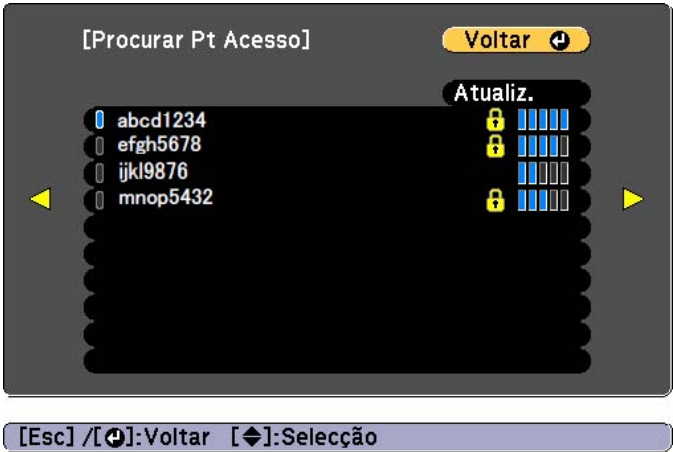 [Procurar Pt Acesso] Voltar
Atualiz.
abcd1234
efgh5678
ijkl9876
mnop5432
[Esc] /[ ]:Voltar [ ]:Selecção